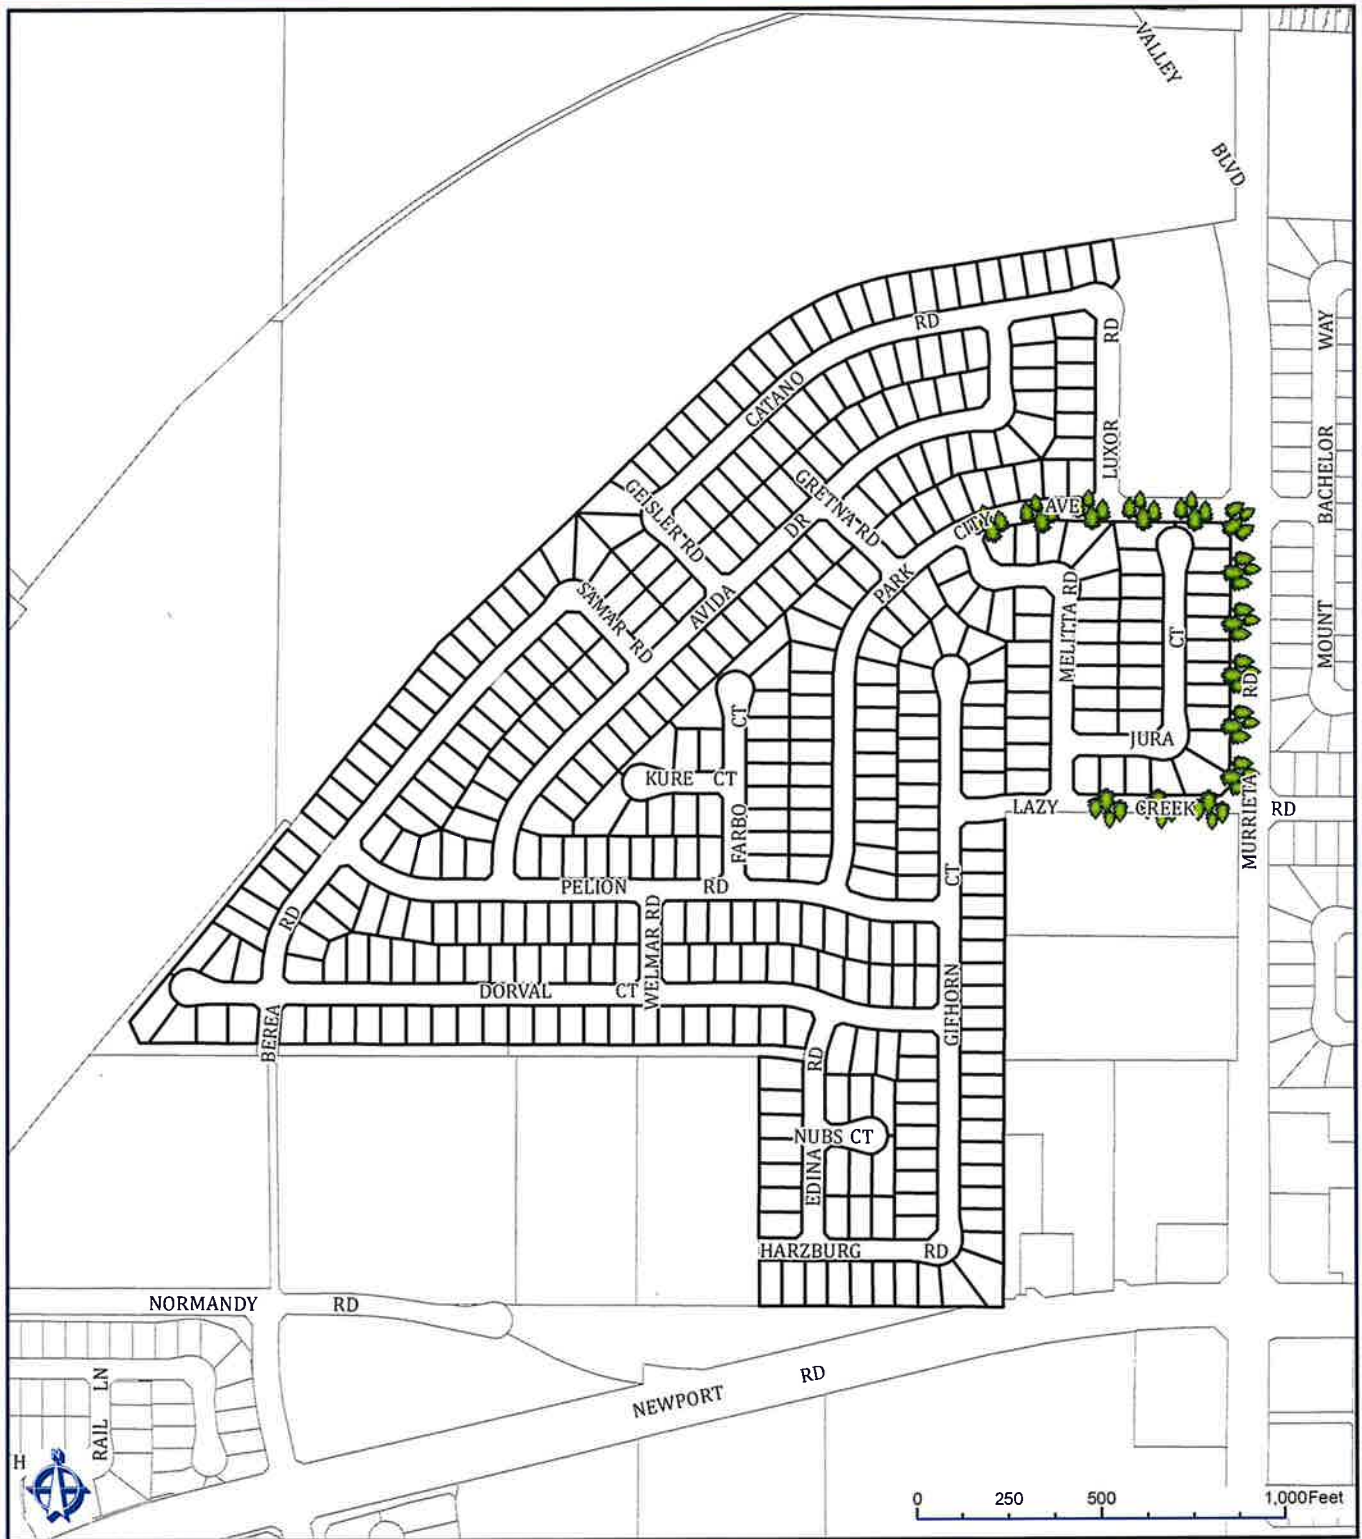 VALLEY
BLVD
RD
WAY
RD
CATANO
LUXOR
BACHELOR
GRETNA RD
GEISLER RD
AVE
CITY
DR
PARK
MELITTA RD
SAMAR RD
AVIDA
CT
MOUNT
RD
CT
JURA
KURE CT
LAZY CREEK
RD
FARBO
MURRIETA
CT
PELION RD
RD
WELMAR RD
DORVAL CT
GIFHORN
BEREA
RD
NUBS CT
EDINA
HARZBURG RD
NORMANDY RD
LN
RD
NEWPORT
RAIL
H
N
0 250 500 1,000Feet